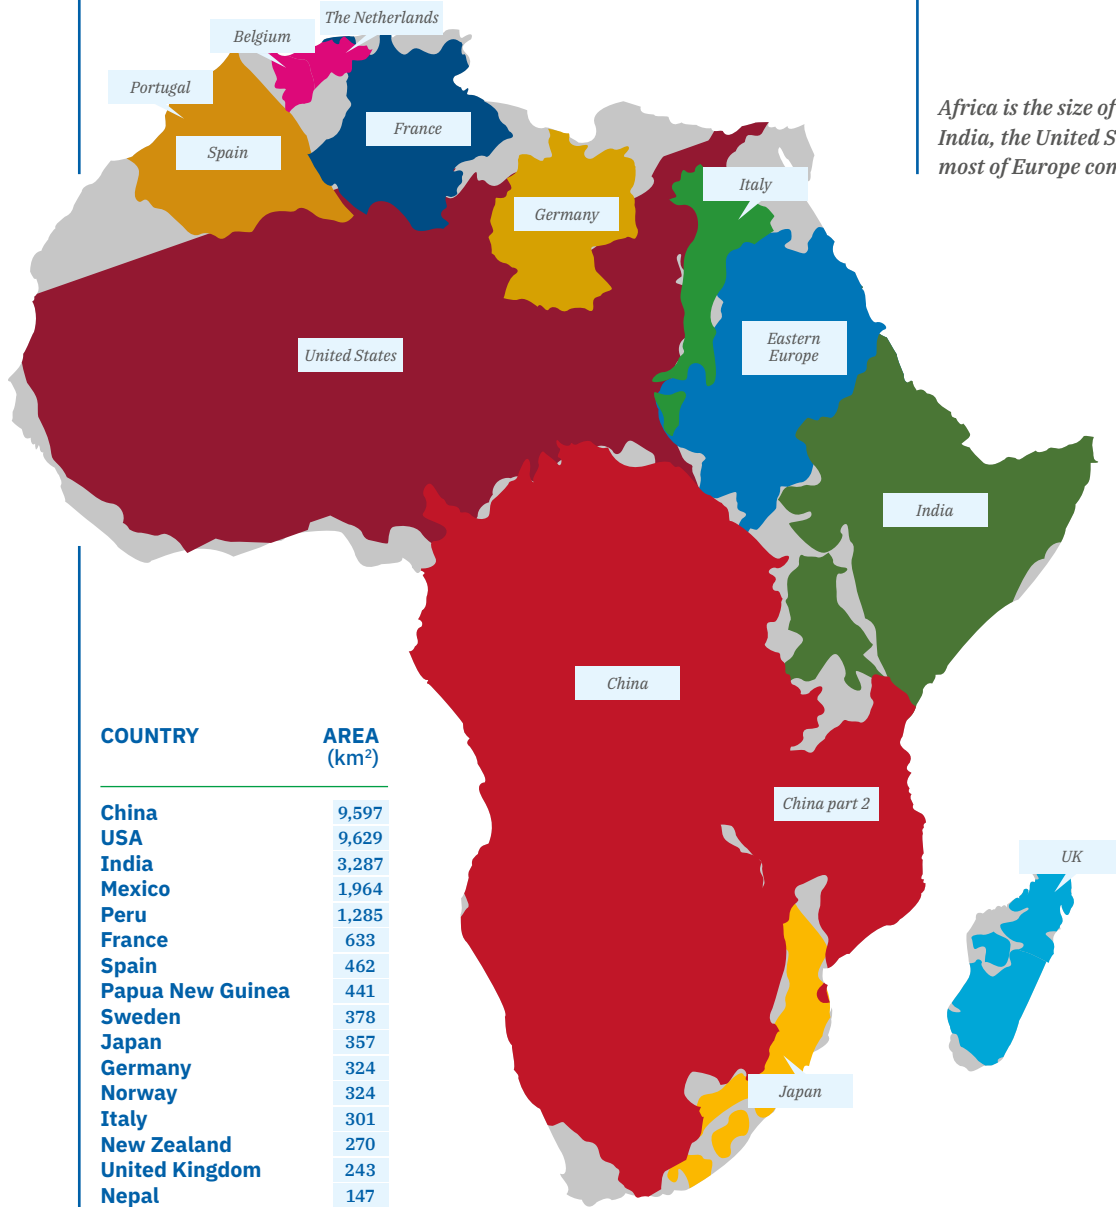 The Netherlands
Belgium
Portugal
France
Spain
Africa is the size of
India, the United S
most of Europe con
Italy
Germany
Eastern
Europe
United States
India
China
COUNTRY AREA
(km²)
China part 2
China 9,597
USA 9,629
India 3,287
UK
Mexico 1,964
Peru 1,285
France 633
Spain 462
Papua New Guinea 441
Sweden 378
Japan 357
Germany 324
Norway 324
Japan
Italy 301
New Zealand 270
United Kingdom 243
Nepal 147